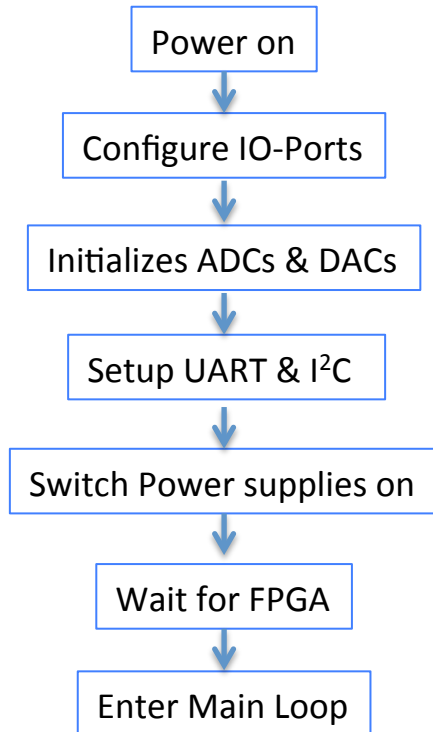 Power on
Configure IO-Ports
Initializes ADCs & DACs
Setup UART & I²C
Switch Power supplies on
Wait for FPGA
Enter Main Loop